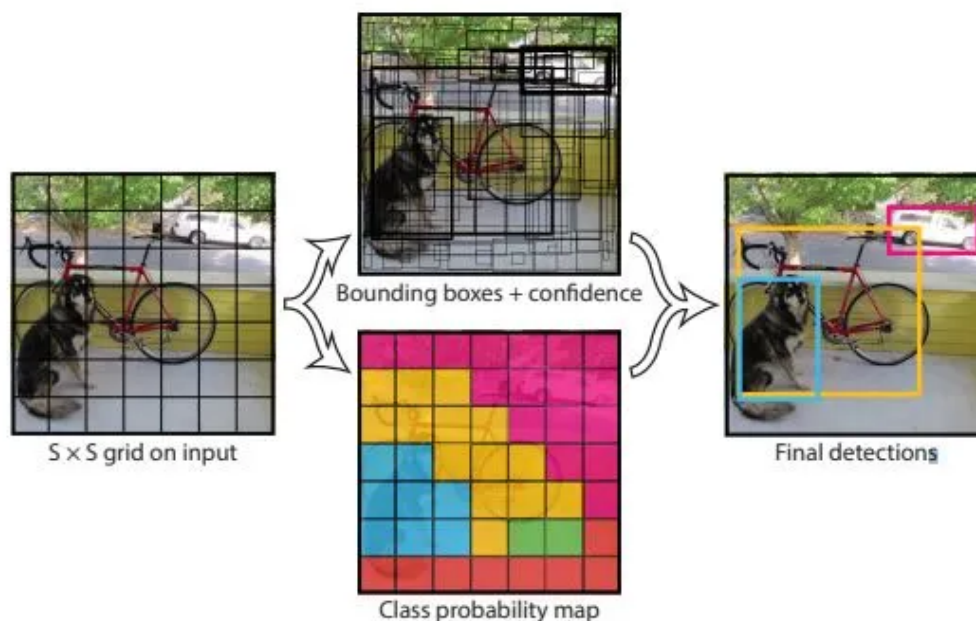 Bounding boxes + confidence
S × S grid on input
Final detections
Class probability map